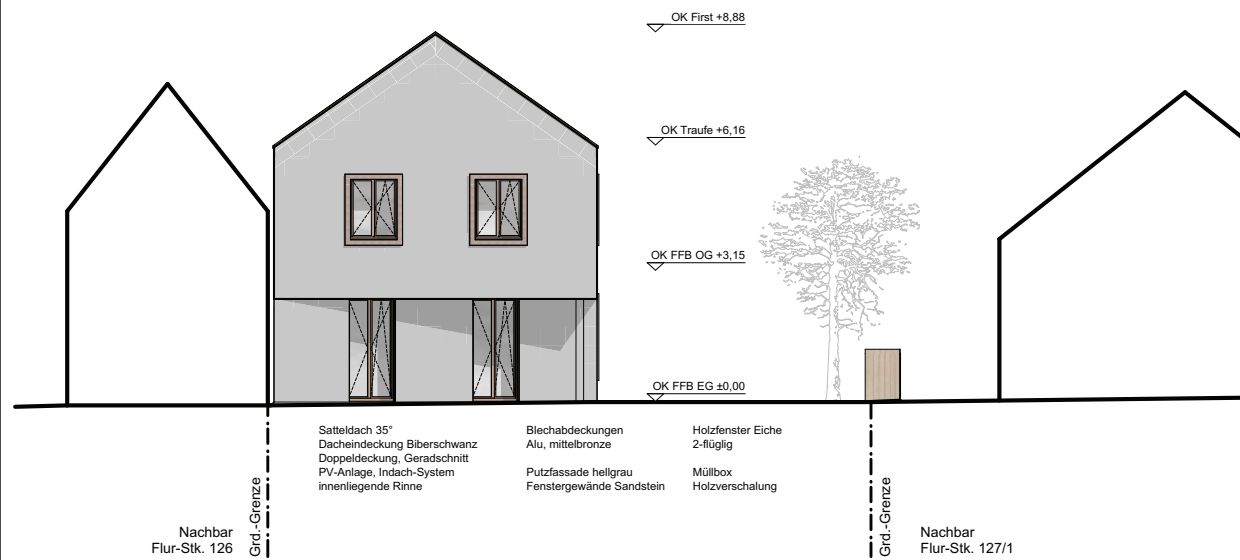 OK First +8,88
OK Traufe +6,16
OK FFB OG +3,15
OK FFB EG ±0,00
Satteldach 35°
Dacheindeckung Biberschwanz
Doppeldeckung, Geradschnitt
PV-Anlage, Indach-System
innenliegende Rinne
Blechabdeckungen
Alu, mittelbronze
Putzfassade hellgrau
Fenstergewände Sandstein
Holzfenster Eiche
2-flüglig
Müllbox
Holzverschalung
Nachbar
Flur-Stk. 126
Grd.-Grenze
Grd.-Grenze
Nachbar
Flur-Stk. 127/1